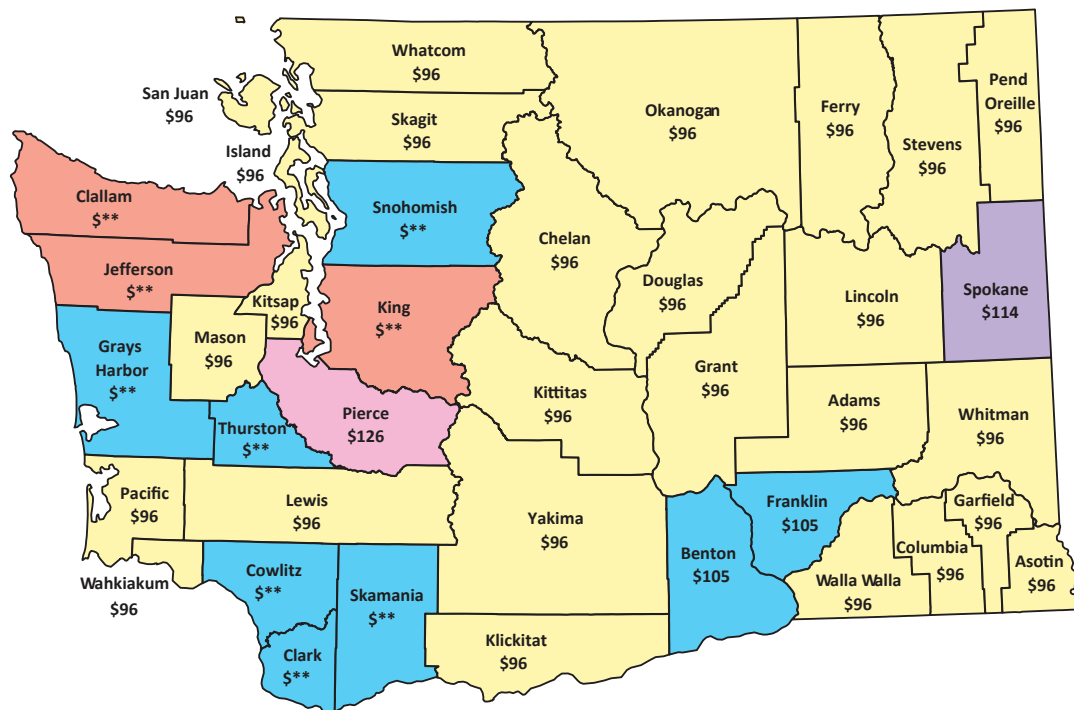 Whatcom
$96
San Juan
$96
Skagit
$96
Island
$96
Okanogan
$96
Ferry
$96
Stevens
$96
Pend
Oreille
$96
Clallam
$**
Snohomish
$**
Jefferson
$**
Chelan
$96
Douglas
$96
Kitsap
$96
King
$**
Lincoln
$96
Spokane
$114
Grays
Harbor
$**
Mason
$96
Grant
$96
Kittitas
$96
Adams
$96
Whitman
$96
Thurston
$**
Pierce
$126
Pacific
$96
Lewis
$96
Yakima
$96
Franklin
$105
Garfield
$96
Benton
$105
Columbia
$96
Asotin
$96
Walla Walla
$96
Wahkiakum
$96
Cowlitz
$**
Skamania
$**
Clark
$**
Klickitat
$96